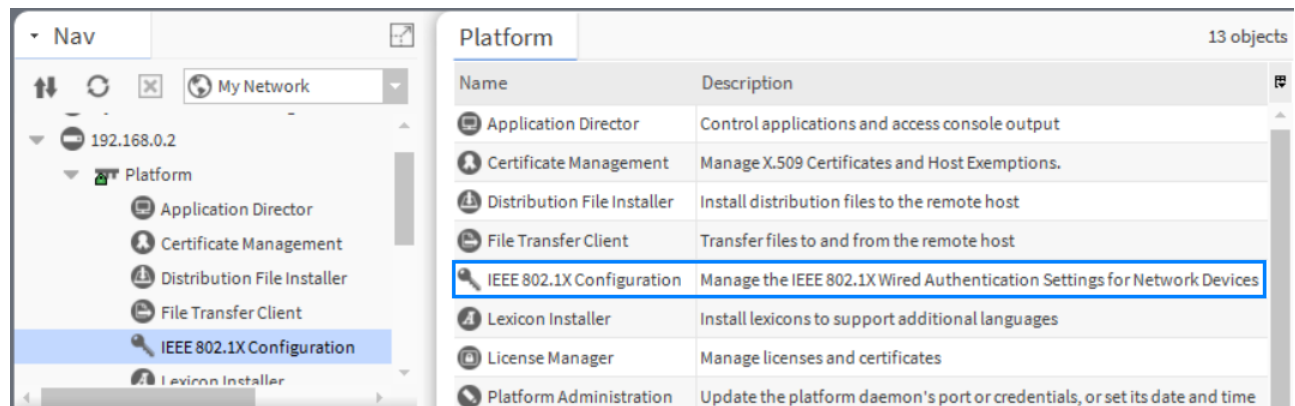 Nav
My Network
192.168.0.2
Platform
Application Director
Certificate Management
Distribution File Installer
File Transfer Client
IEEE 802.1X Configuration
Lexicon Installer
Platform
13 objects
Name Description
Application Director Control applications and access console output
Certificate Management Manage X.509 Certificates and Host Exemptions.
Distribution File Installer Install distribution files to the remote host
File Transfer Client Transfer files to and from the remote host
IEEE 802.1X Configuration Manage the IEEE 802.1X Wired Authentication Settings for Network Devices
Lexicon Installer Install lexicons to support additional languages
License Manager Manage licenses and certificates
Platform Administration Update the platform daemon's port or credentials, or set its date and time